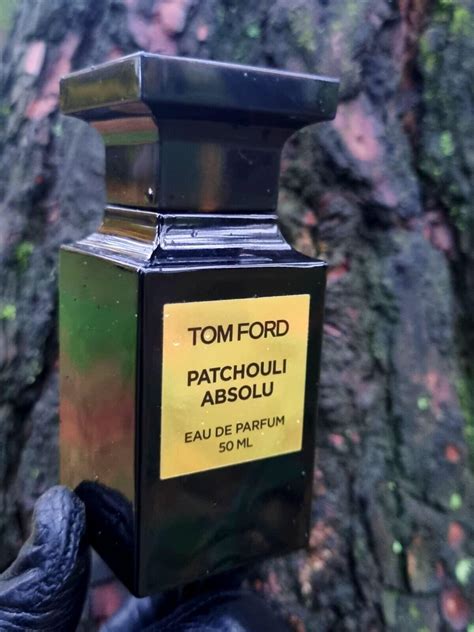 TOM FORD
PATCHOULI
ABSOLU
EAU DE PARFUM
50 ML